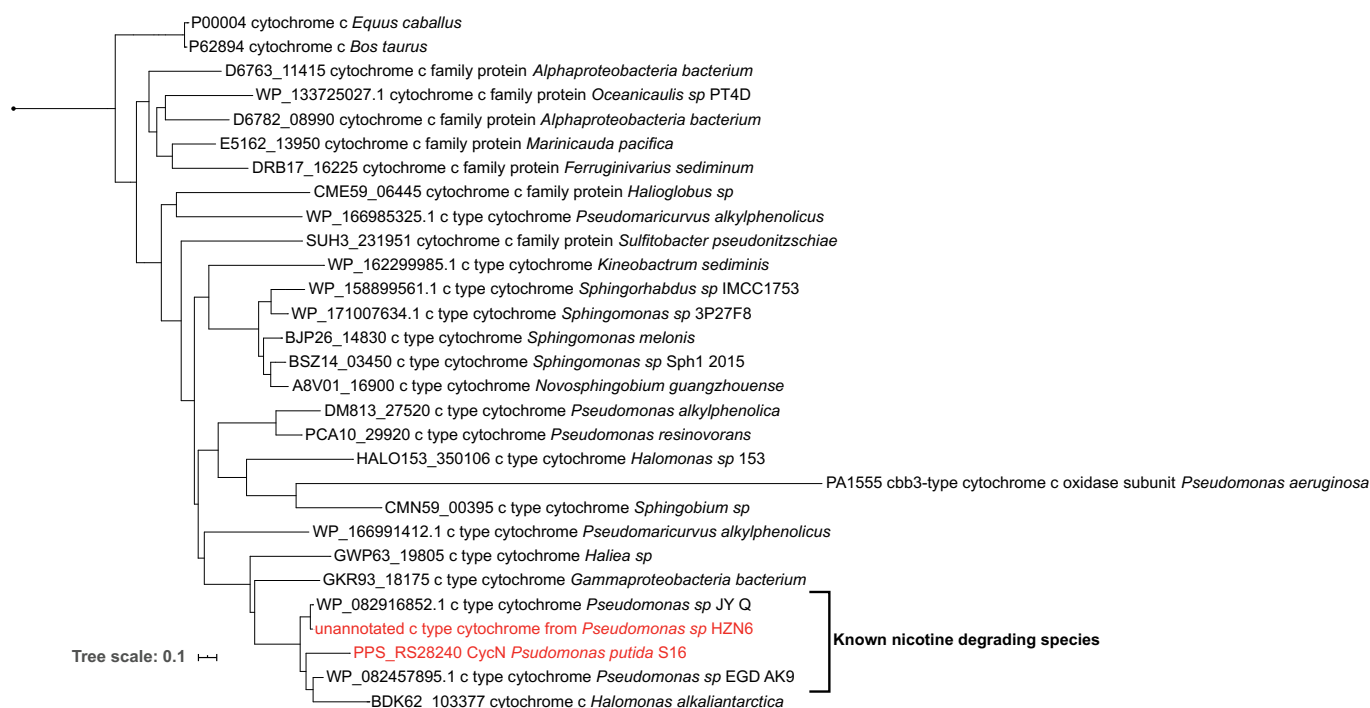 P00004 cytochrome c Equus caballus
P62894 cytochrome c Bos taurus
D6763_11415 cytochrome c family protein Alphaproteobacteria bacterium
WP_133725027.1 cytochrome c family protein Oceanicaulis sp PT4D
D6782_08990 cytochrome c family protein Alphaproteobacteria bacterium
E5162_13950 cytochrome c family protein Marinicauda pacifica
DRB17_16225 cytochrome c family protein Ferruginivarius sediminum
CME59_06445 cytochrome c family protein Halioglobus sp
WP_166985325.1 c type cytochrome Pseudomaricurvus alkylphenolicus
SUH3_231951 cytochrome c family protein Sulfitobacter pseudonitzschiae
WP_162299985.1 c type cytochrome Kineobactrum sediminis
WP_158899561.1 c type cytochrome Sphingorhabdus sp IMCC1753
WP_171007634.1 c type cytochrome Sphingomonas sp 3P27F8
BJP26_14830 c type cytochrome Sphingomonas melonis
BSZ14_03450 c type cytochrome Sphingomonas sp Sph1 2015
A8V01_16900 c type cytochrome Novosphingobium guangzhouense
DM813_27520 c type cytochrome Pseudomonas alkylphenolica
PCA10_29920 c type cytochrome Pseudomonas resinovorans
HALO153_350106 c type cytochrome Halomonas sp 153
PA1555 cbb3-type cytochrome c oxidase subunit Pseudomonas aeruginosa
CMN59_00395 c type cytochrome Sphingobium sp
WP_166991412.1 c type cytochrome Pseudomaricurvus alkylphenolicus
GWP63_19805 c type cytochrome Haliea sp
GKR93_18175 c type cytochrome Gammaproteobacteria bacterium
WP_082916852.1 c type cytochrome Pseudomonas sp JY Q
unannotated c type cytochrome from Pseudomonas sp HZN6
Known nicotine degrading species
PPS_RS28240 CycN Psudomonas putida S16
Tree scale: 0.1
WP_082457895.1 c type cytochrome Pseudomonas sp EGD AK9
BDK62_103377 cytochrome c Halomonas alkaliantarctica